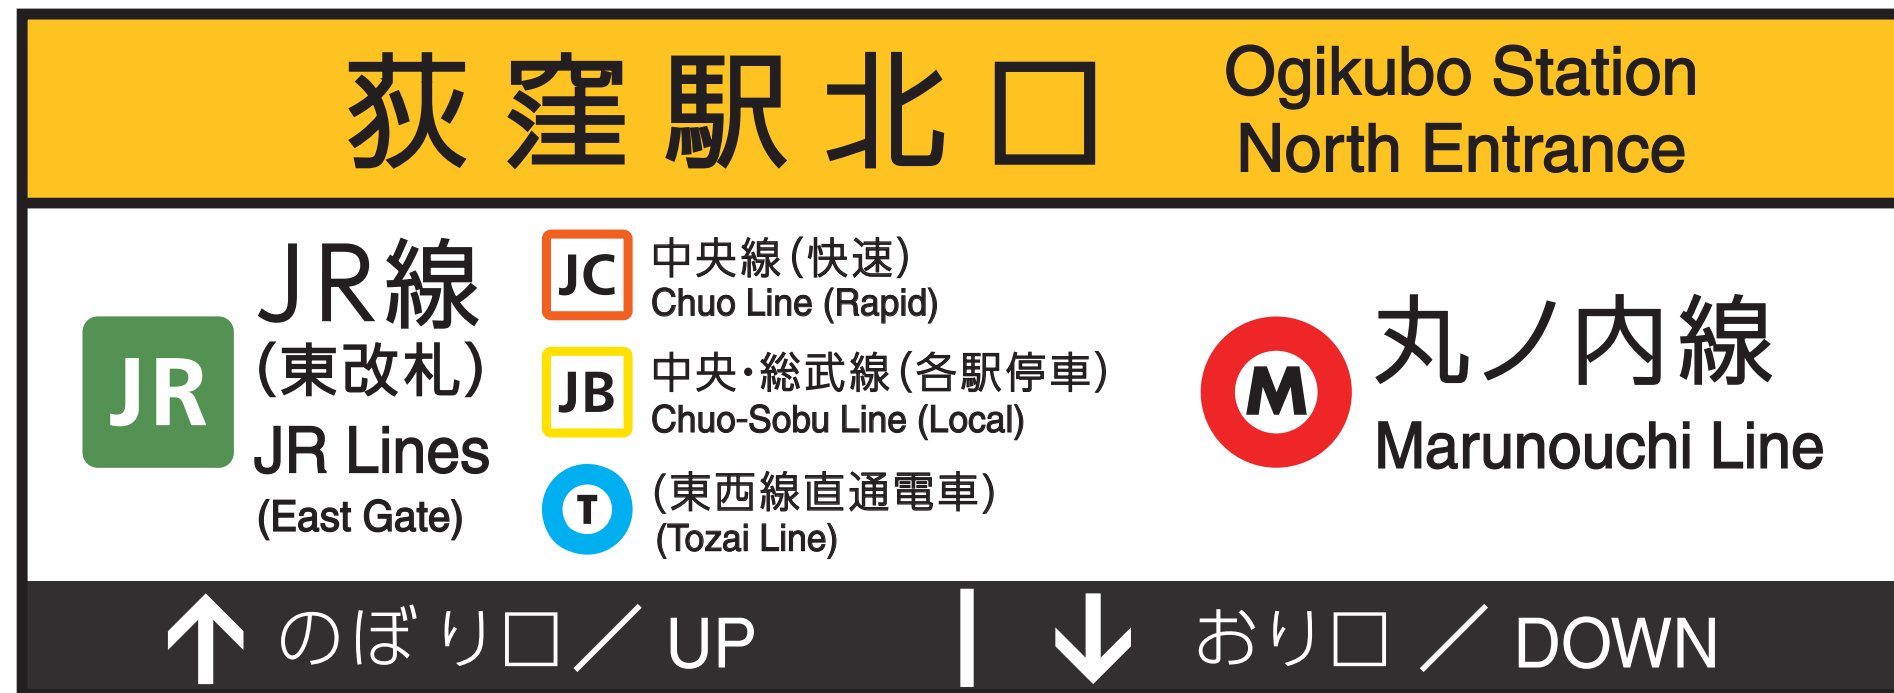 荻窪駅北口
Ogikubo Station
North Entrance
JR
JR線
(東改札)
JR Lines
(East Gate)
JC
中央線(快速)
Chuo Line (Rapid)
JB
中央・総武線(各駅停車)
Chuo-Sobu Line (Local)
T
(東西線直通電車)
(Tozai Line)
M
丸ノ内線
Marunouchi Line
↑ のぼり口／UP | ↓ おり口／DOWN